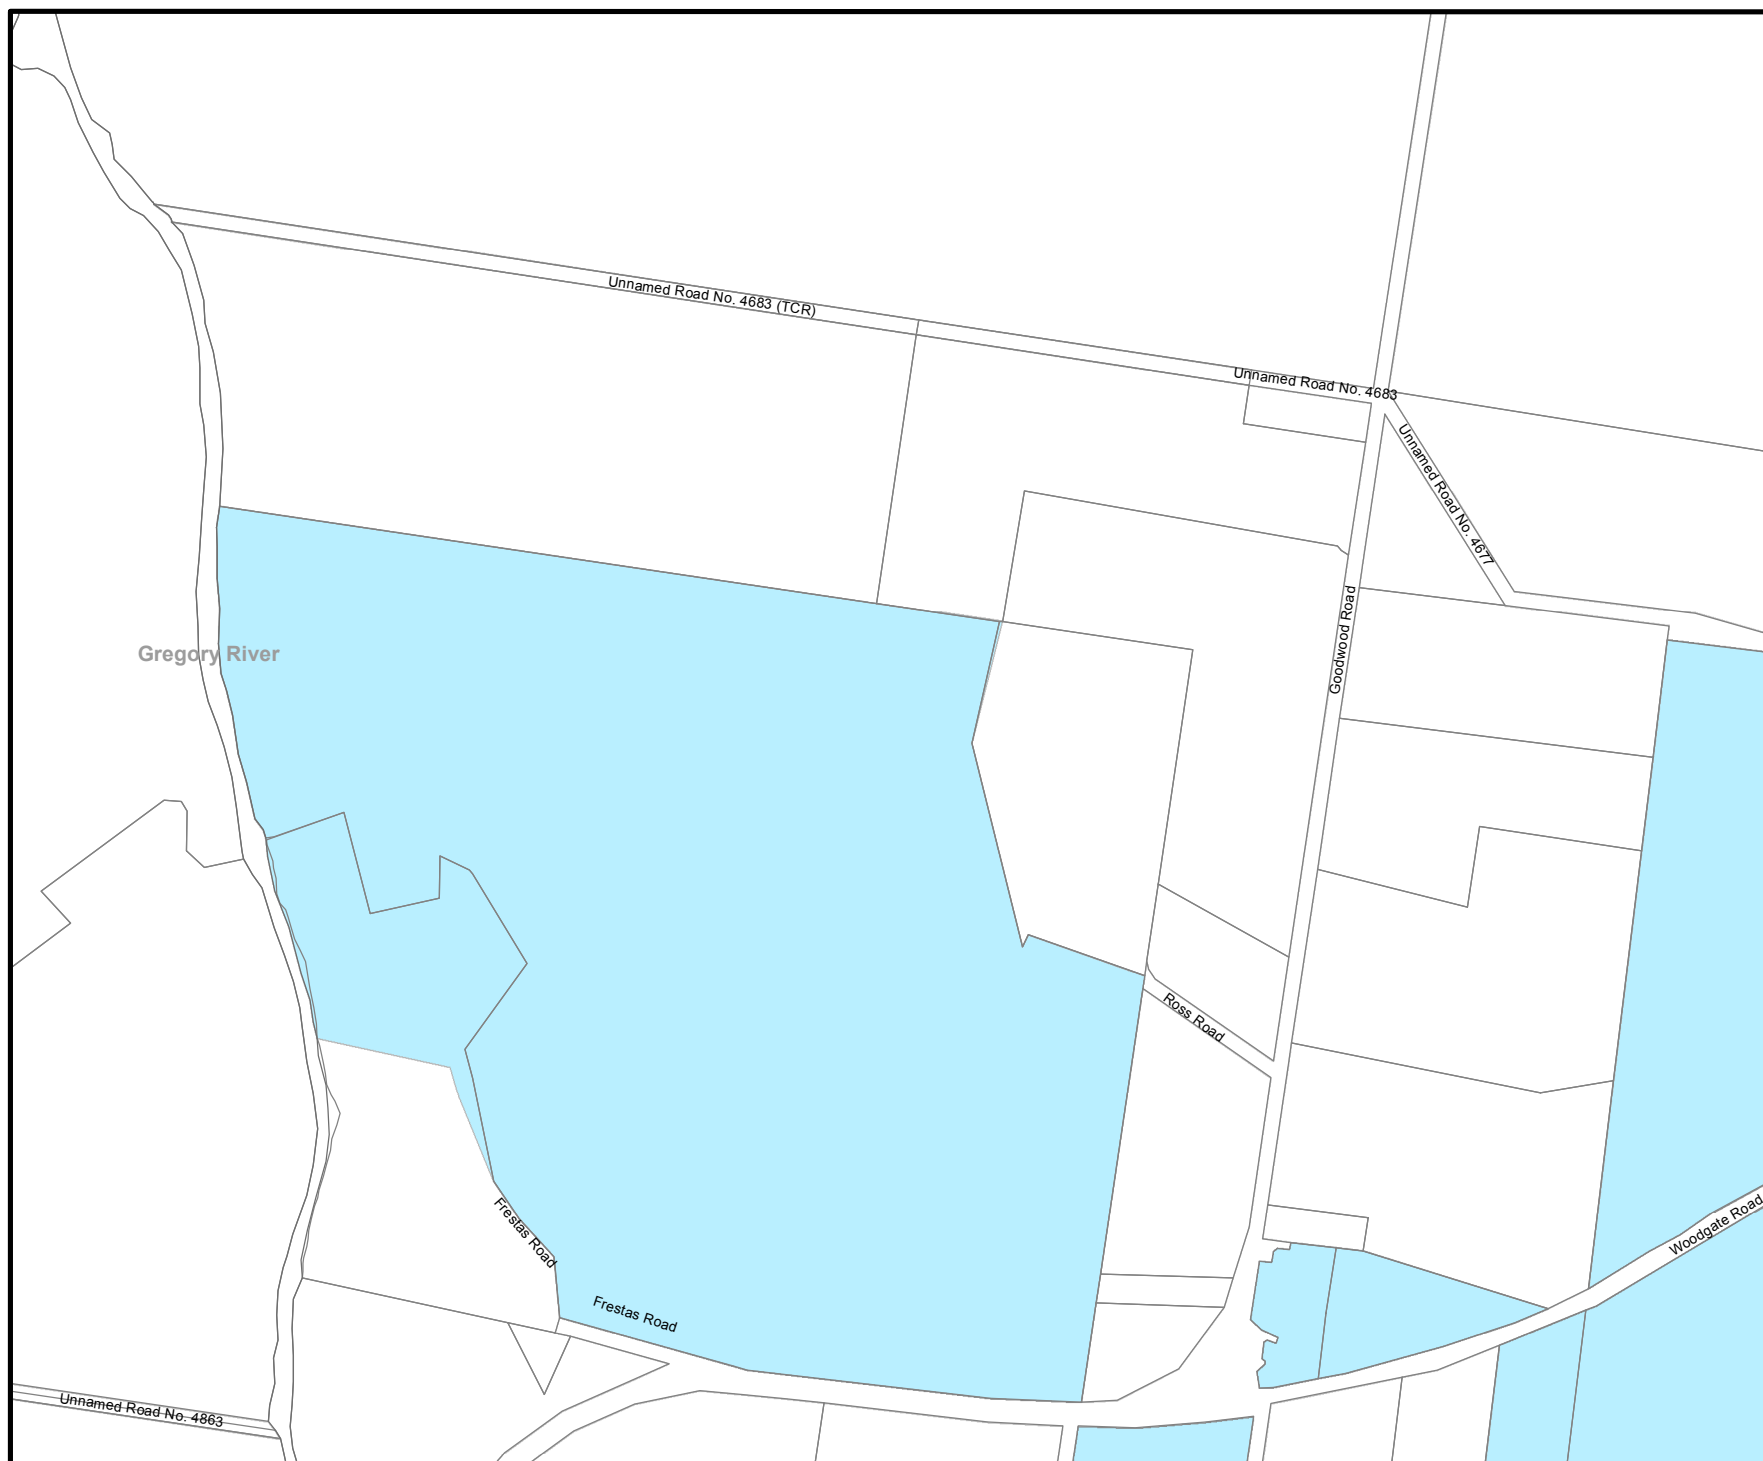 Unnamed Road No. 4683 (TCR)
Unnamed Road No. 4683
Unnamed Road No. 4677
Goodwood Road
Gregory River
Ross Road
Frestas Road
Woodgate Road
Frestas Road
Unnamed Road No. 4863